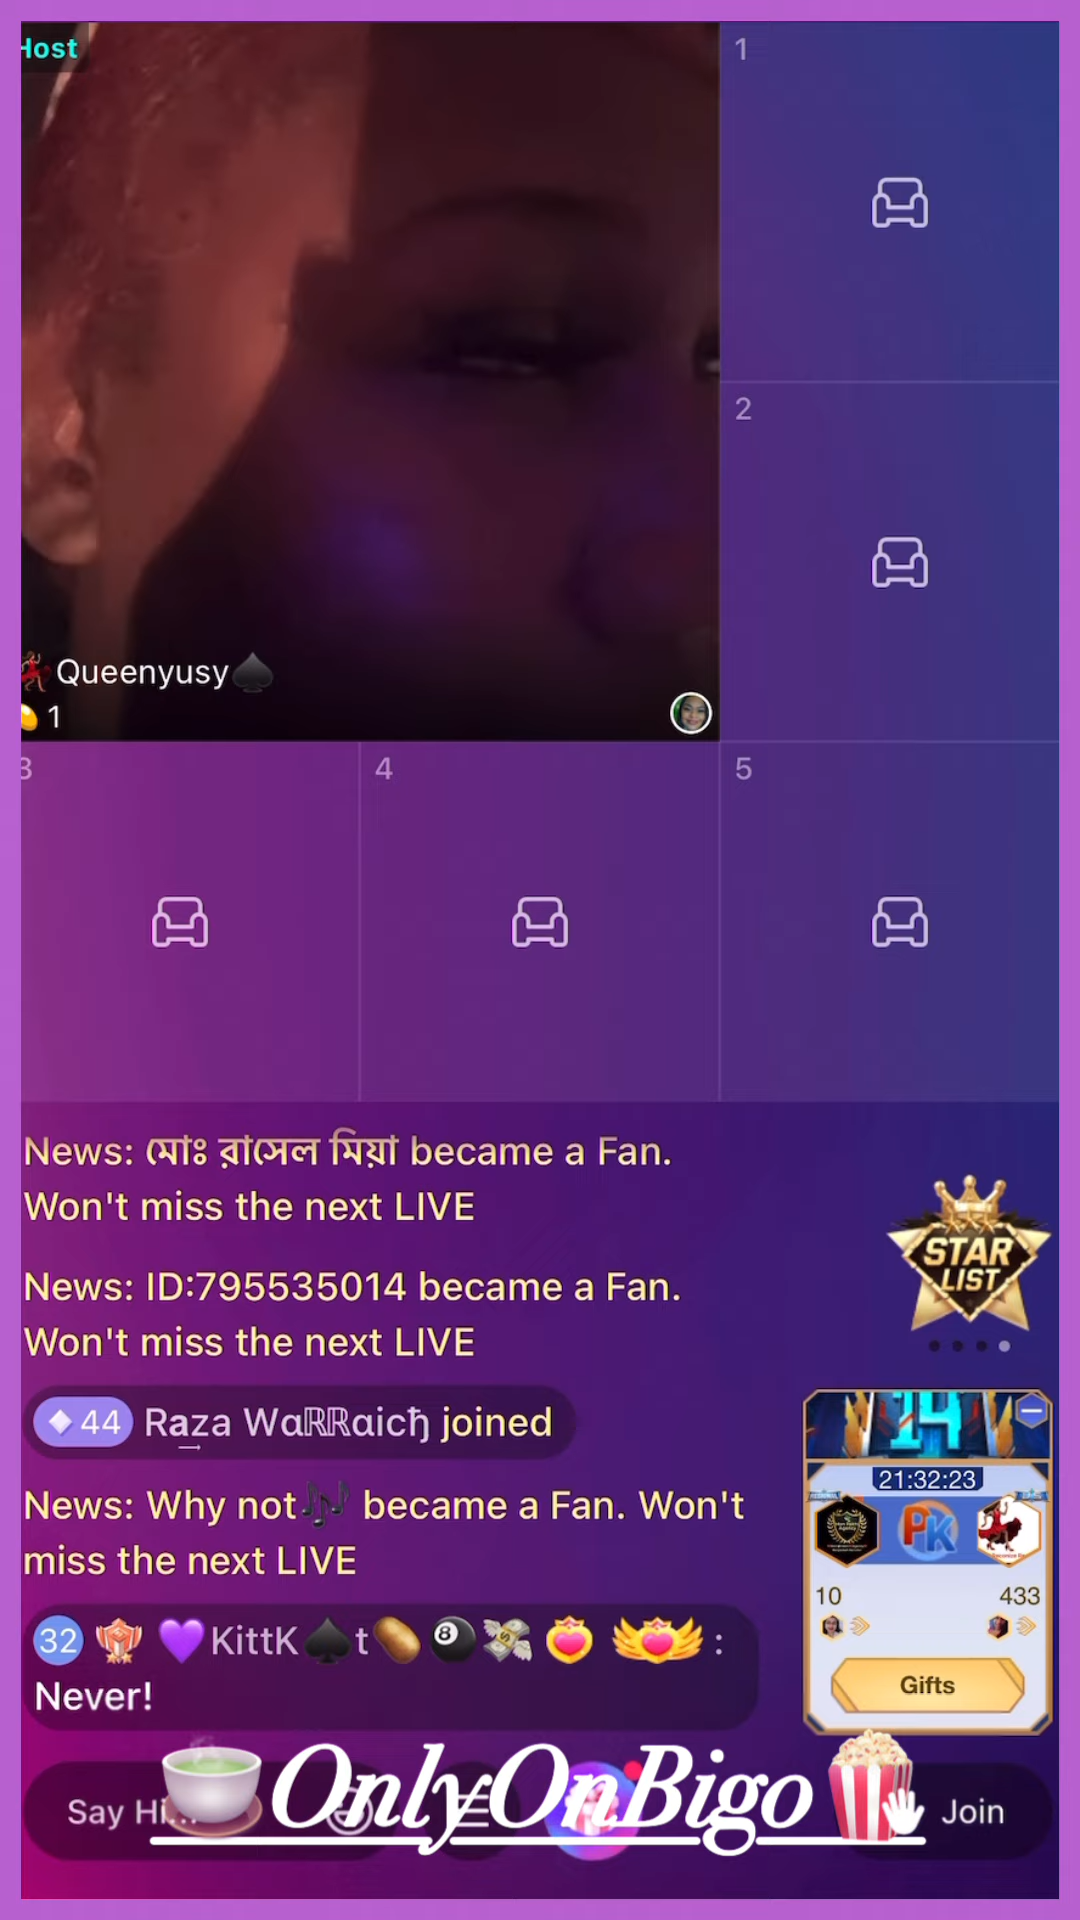 Host
1
2
💃Queenyusy♠️
1
3
4
5
News: মোঃ রাসেল মিয়া became a Fan.
Won't miss the next LIVE
STAR
LIST
News: ID:795535014 became a Fan.
Won't miss the next LIVE
44 Raza WαℝℝαicҺ joined
14
21:32:23
PK
10
433
Gifts
News: Why not🎶 became a Fan. Won't
miss the next LIVE
32 💜KittK♠️t🥔🎱💸 :
Never!
Say Hi...
🍵OnlyOnBigo🍿
Join